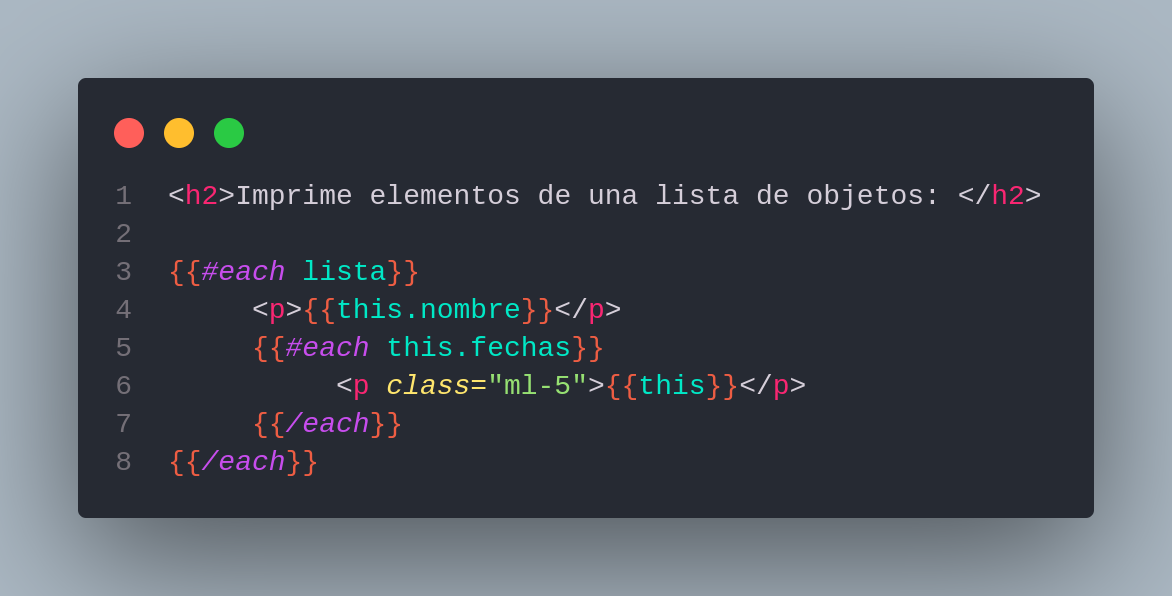 1 <h2>Imprime elementos de una lista de objetos: </h2>
2
3 {{#each lista}}
4      <p>{{this.nombre}}</p>
5      {{#each this.fechas}}
6           <p class="ml-5">{{this}}</p>
7      {{/each}}
8 {{/each}}